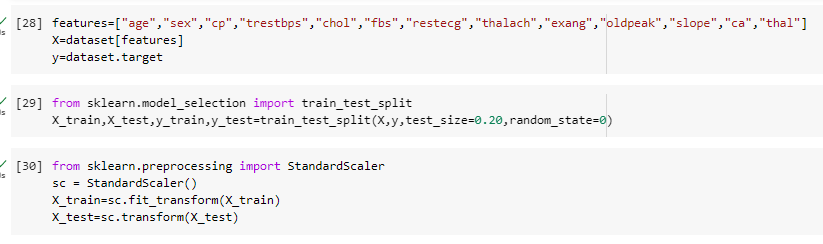 [28] features=["age","sex","cp","trestbps","chol","fbs","restecg","thalach","exang","oldpeak","slope","ca","thal"]
X=dataset[features]
y=dataset.target
[29] from sklearn.model_selection import train_test_split
X_train,X_test,y_train,y_test=train_test_split(X,y,test_size=0.20,random_state=0)
[30] from sklearn.preprocessing import StandardScaler
sc = StandardScaler()
X_train=sc.fit_transform(X_train)
X_test=sc.transform(X_test)